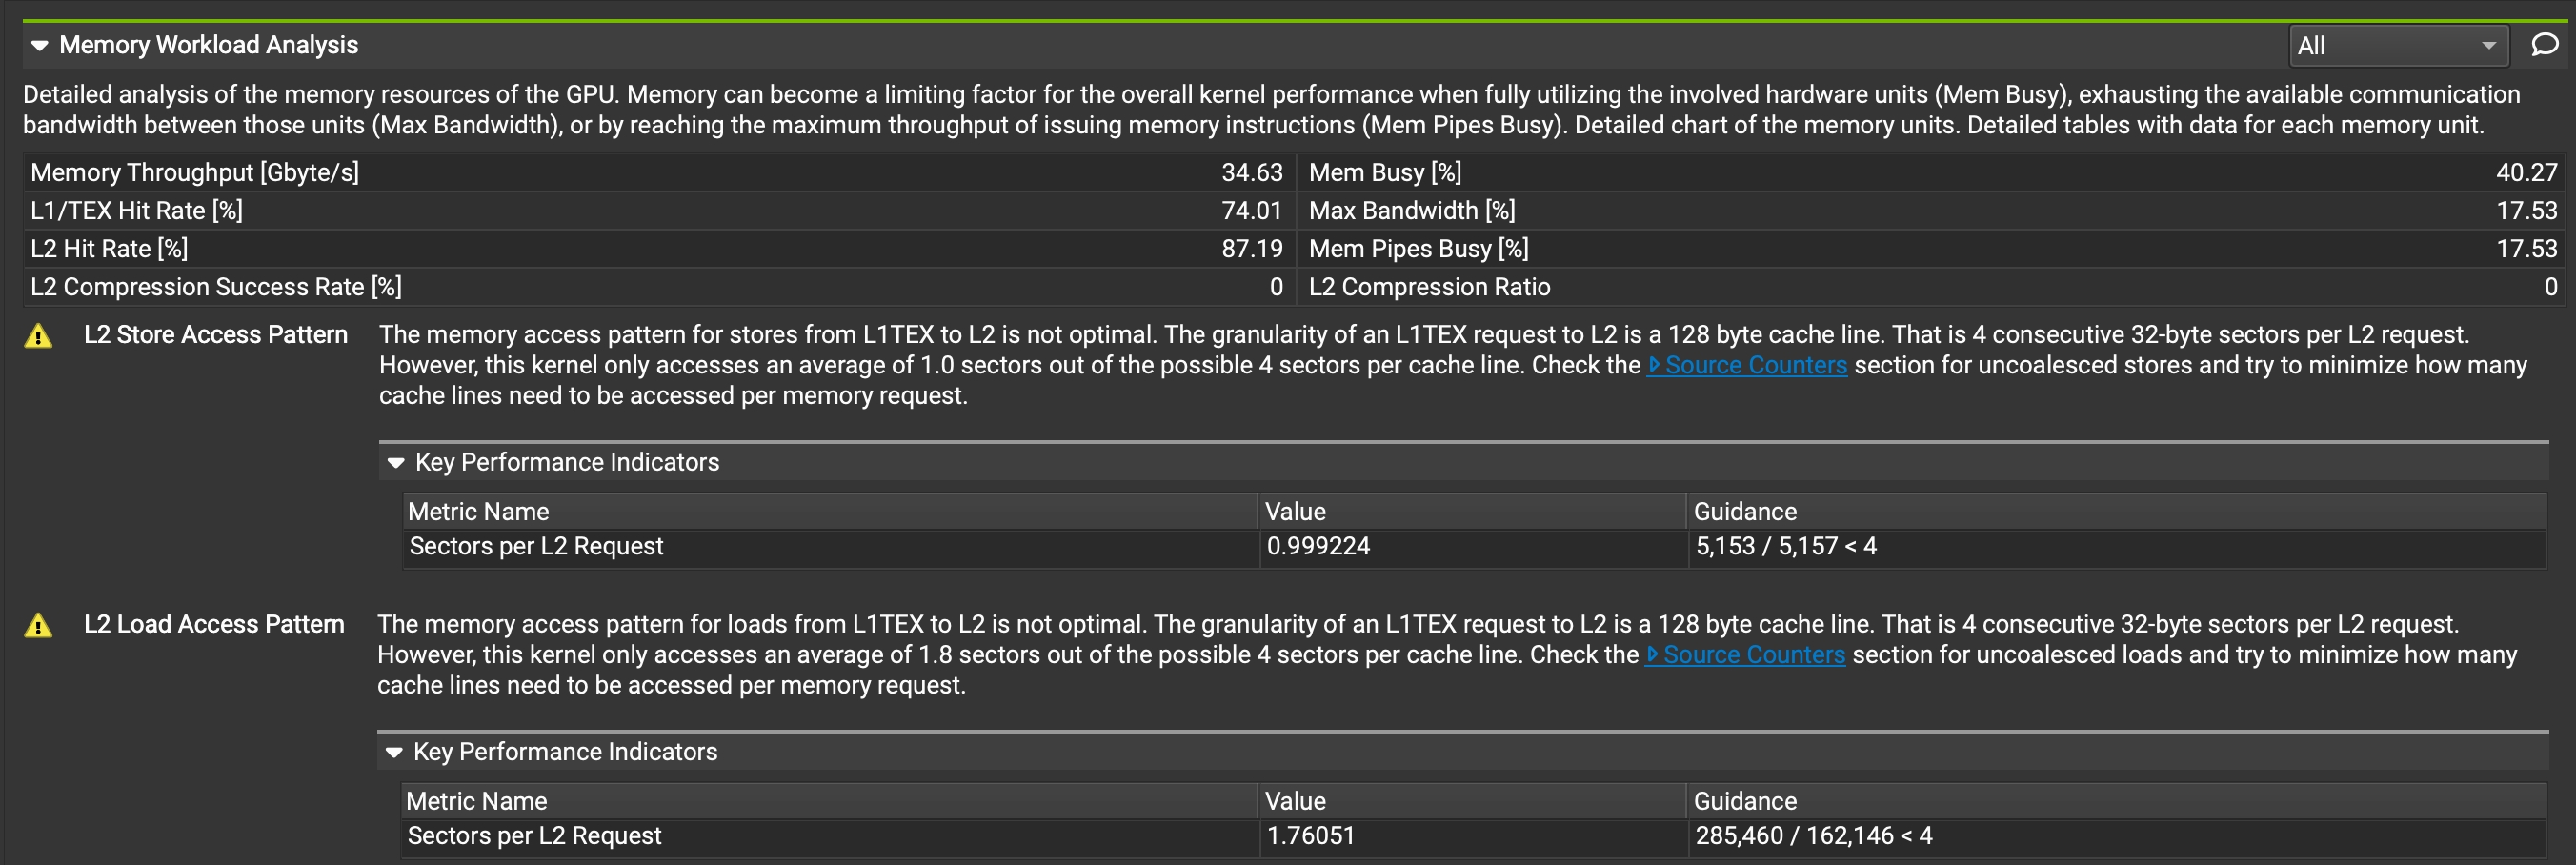 Memory Workload Analysis
All
Detailed analysis of the memory resources of the GPU. Memory can become a limiting factor for the overall kernel performance when fully utilizing the involved hardware units (Mem Busy), exhausting the available communication
bandwidth between those units (Max Bandwidth), or by reaching the maximum throughput of issuing memory instructions (Mem Pipes Busy). Detailed chart of the memory units. Detailed tables with data for each memory unit.
Memory Throughput [Gbyte/s] 34.63 Mem Busy [%] 40.27
L1/TEX Hit Rate [%] 74.01 Max Bandwidth [%] 17.53
L2 Hit Rate [%] 87.19 Mem Pipes Busy [%] 17.53
L2 Compression Success Rate [%] 0 L2 Compression Ratio 0
L2 Store Access Pattern The memory access pattern for stores from L1TEX to L2 is not optimal. The granularity of an L1TEX request to L2 is a 128 byte cache line. That is 4 consecutive 32-byte sectors per L2 request.
However, this kernel only accesses an average of 1.0 sectors out of the possible 4 sectors per cache line. Check the Source Counters section for uncoalesced stores and try to minimize how many
cache lines need to be accessed per memory request.
Key Performance Indicators
Metric Name Value Guidance
Sectors per L2 Request 0.999224 5,153 / 5,157 < 4
L2 Load Access Pattern The memory access pattern for loads from L1TEX to L2 is not optimal. The granularity of an L1TEX request to L2 is a 128 byte cache line. That is 4 consecutive 32-byte sectors per L2 request.
However, this kernel only accesses an average of 1.8 sectors out of the possible 4 sectors per cache line. Check the Source Counters section for uncoalesced loads and try to minimize how many
cache lines need to be accessed per memory request.
Key Performance Indicators
Metric Name Value Guidance
Sectors per L2 Request 1.76051 285,460 / 162,146 < 4